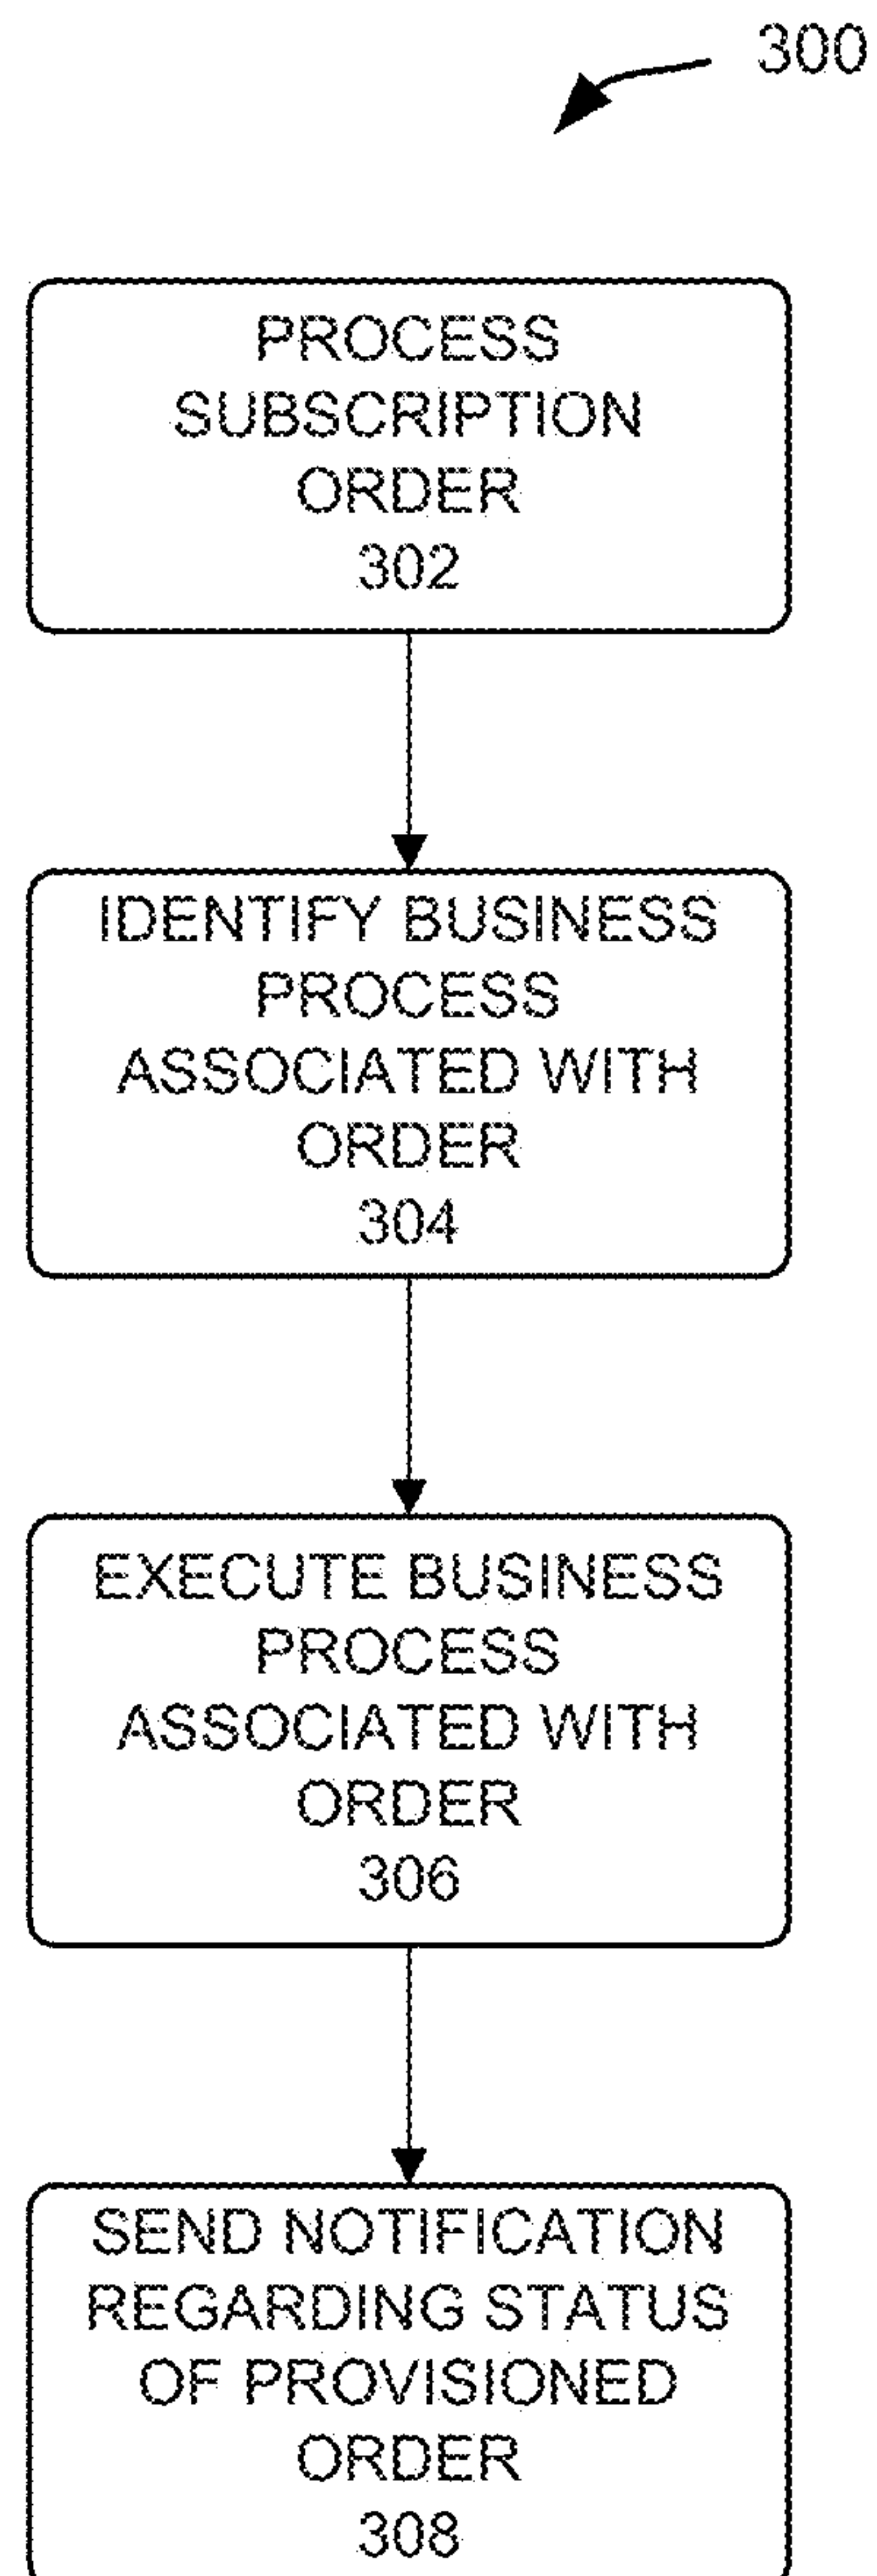 300
PROCESS
SUBSCRIPTION
ORDER
302
IDENTIFY BUSINESS
PROCESS
ASSOCIATED WITH
ORDER
304
EXECUTE BUSINESS
PROCESS
ASSOCIATED WITH
ORDER
306
SEND NOTIFICATION
REGARDING STATUS
OF PROVISIONED
ORDER
308